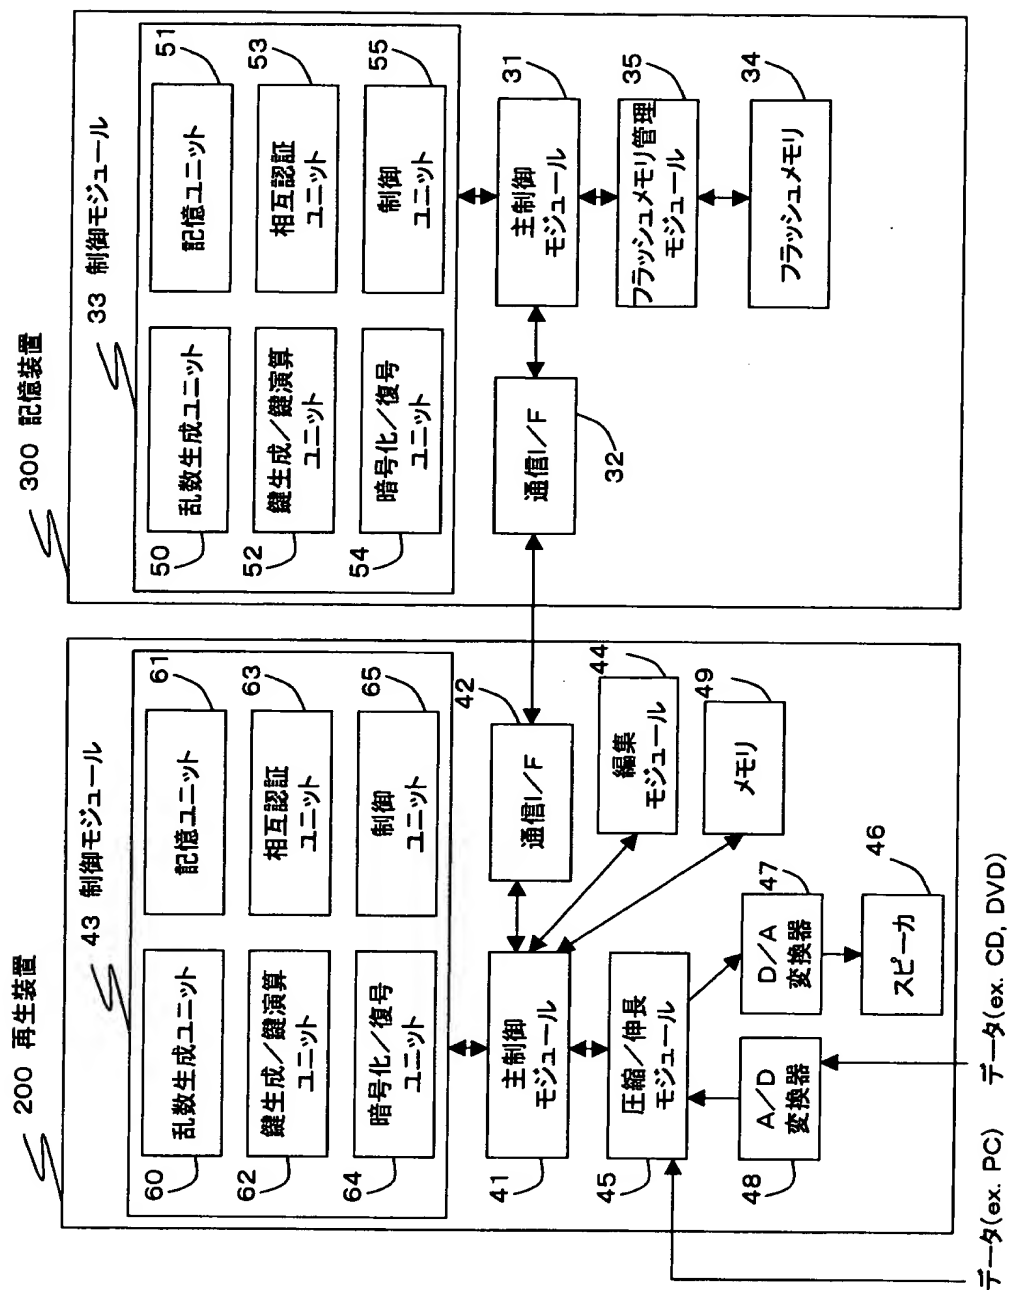 200 再生装置
43 制御モジュール
60
乱数生成ユニット
61
記憶ユニット
62
鍵生成/鍵演算
ユニット
63
相互認証
ユニット
64
暗号化/復号
ユニット
65
制御
ユニット
41
主制御
モジュール
42
通信I/F
44
編集
モジュール
45
圧縮/伸長
モジュール
49
メモリ
48
A/D
変換器
47
D/A
変換器
46
スピーカ
データ(ex. PC)
データ(ex. CD, DVD)
300 記憶装置
33 制御モジュール
50
乱数生成ユニット
51
記憶ユニット
52
鍵生成/鍵演算
ユニット
53
相互認証
ユニット
54
暗号化/復号
ユニット
55
制御
ユニット
32
通信I/F
31
主制御
モジュール
35
フラッシュメモリ管理
モジュール
34
フラッシュメモリ